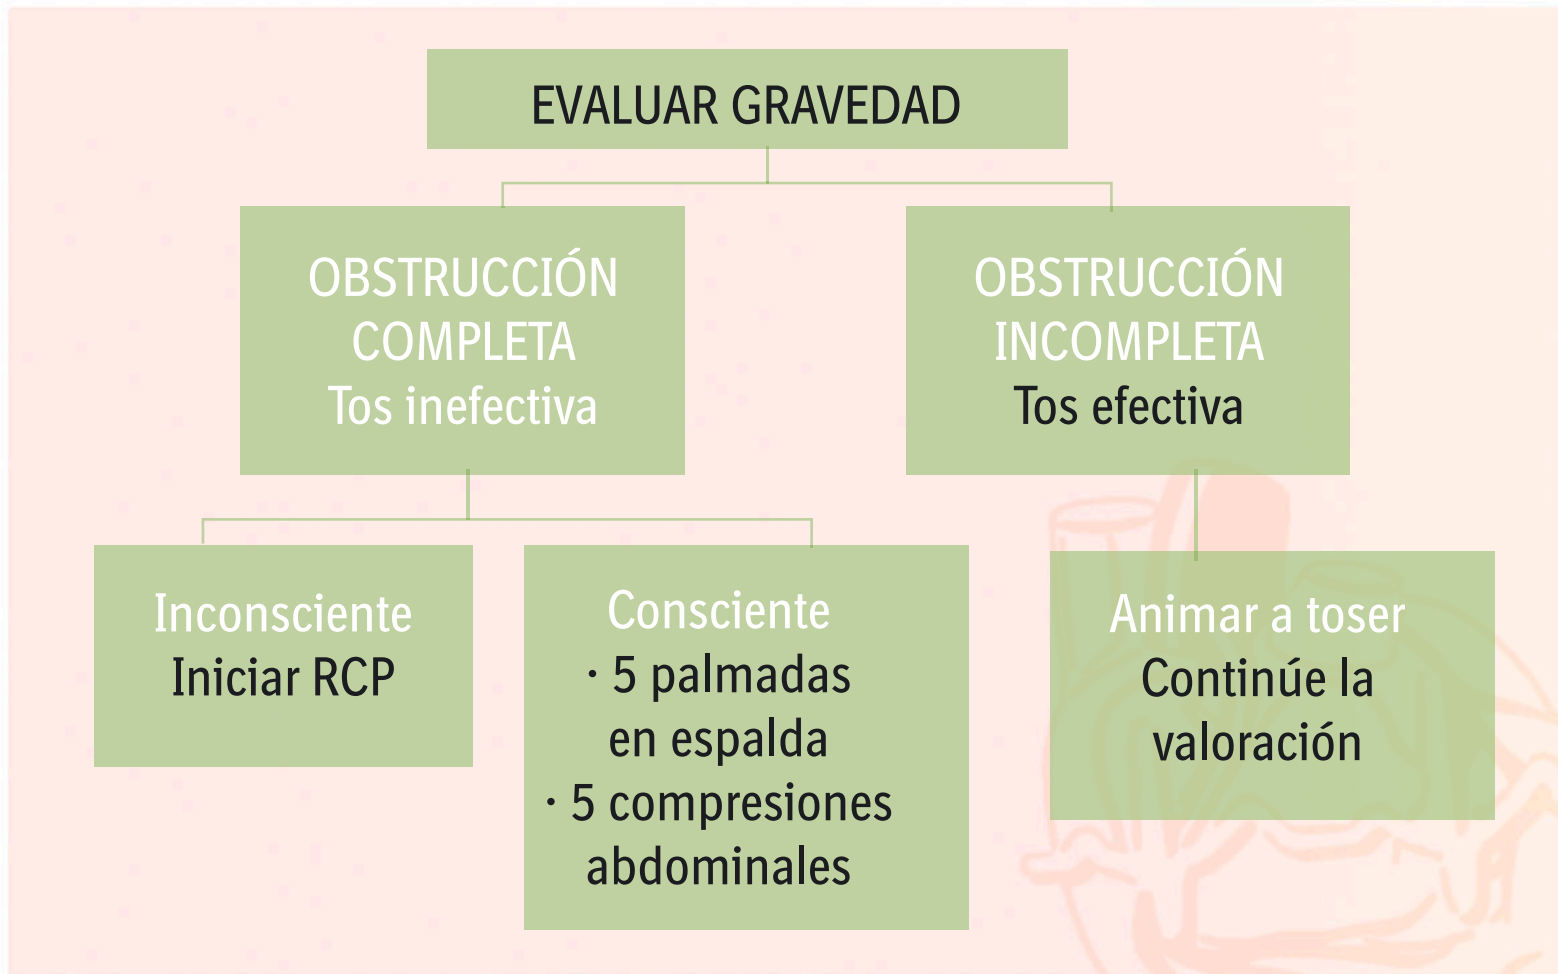 EVALUAR GRAVEDAD
OBSTRUCCIÓN
COMPLETA
Tos inefectiva
OBSTRUCCIÓN
INCOMPLETA
Tos efectiva
Inconsciente
Iniciar RCP
Consciente
· 5 palmadas
en espalda
· 5 compresiones
abdominales
Animar a toser
Continúe la
valoración